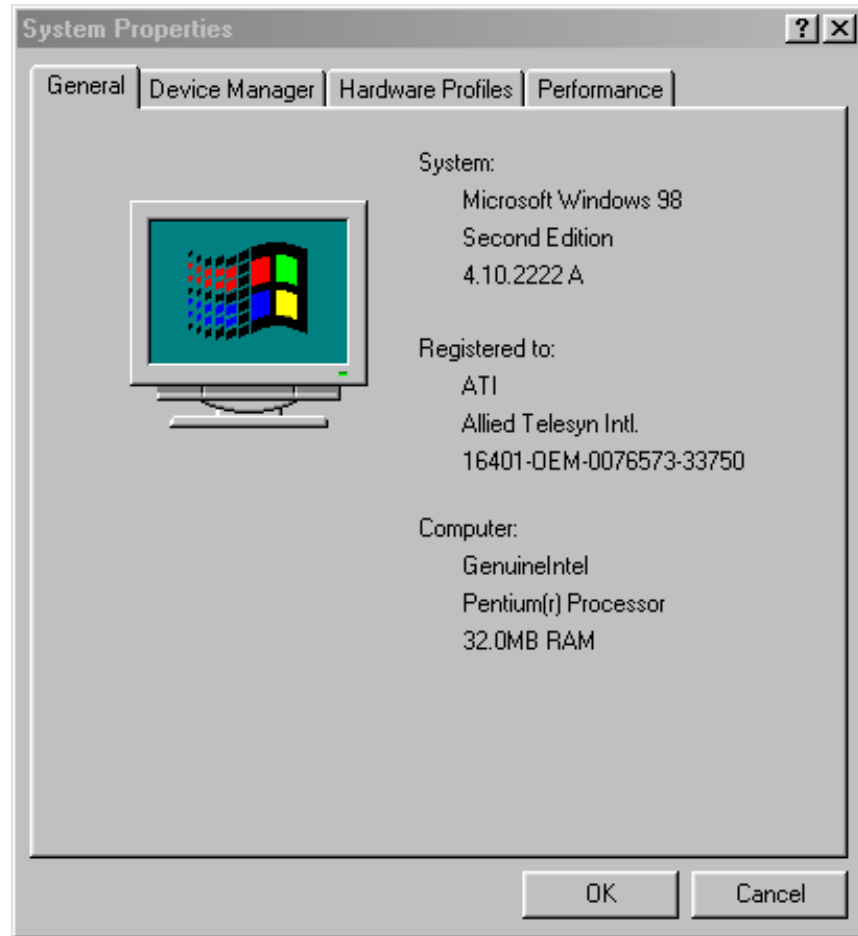 System Properties
General Device Manager Hardware Profiles Performance
System:
Microsoft Windows 98
Second Edition
4.10.2222 A
Registered to:
ATI
Allied Telesyn Intl.
16401-OEM-0076573-33750
Computer:
GenuineIntel
Pentium(r) Processor
32.0MB RAM
OK Cancel